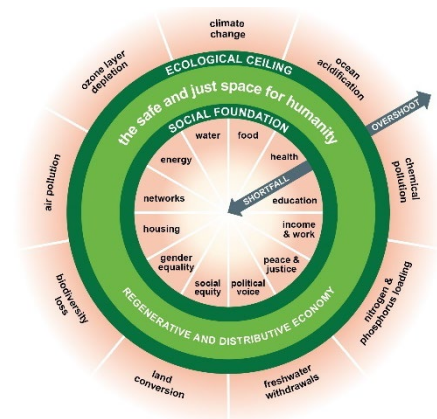 climate
change
ocean
acidification
chemical
pollution
nitrogen &
phosphorus loading
freshwater
withdrawals
land
conversion
biodiversity
loss
air pollution
ozone layer
depletion
ECOLOGICAL CEILING
the safe and just space for humanity
SOCIAL FOUNDATION
OVERSHOOT
SHORTFALL
water
food
health
education
income
& work
peace &
justice
political
voice
social
equity
gender
equality
housing
networks
energy
REGENERATIVE AND DISTRIBUTIVE ECONOMY